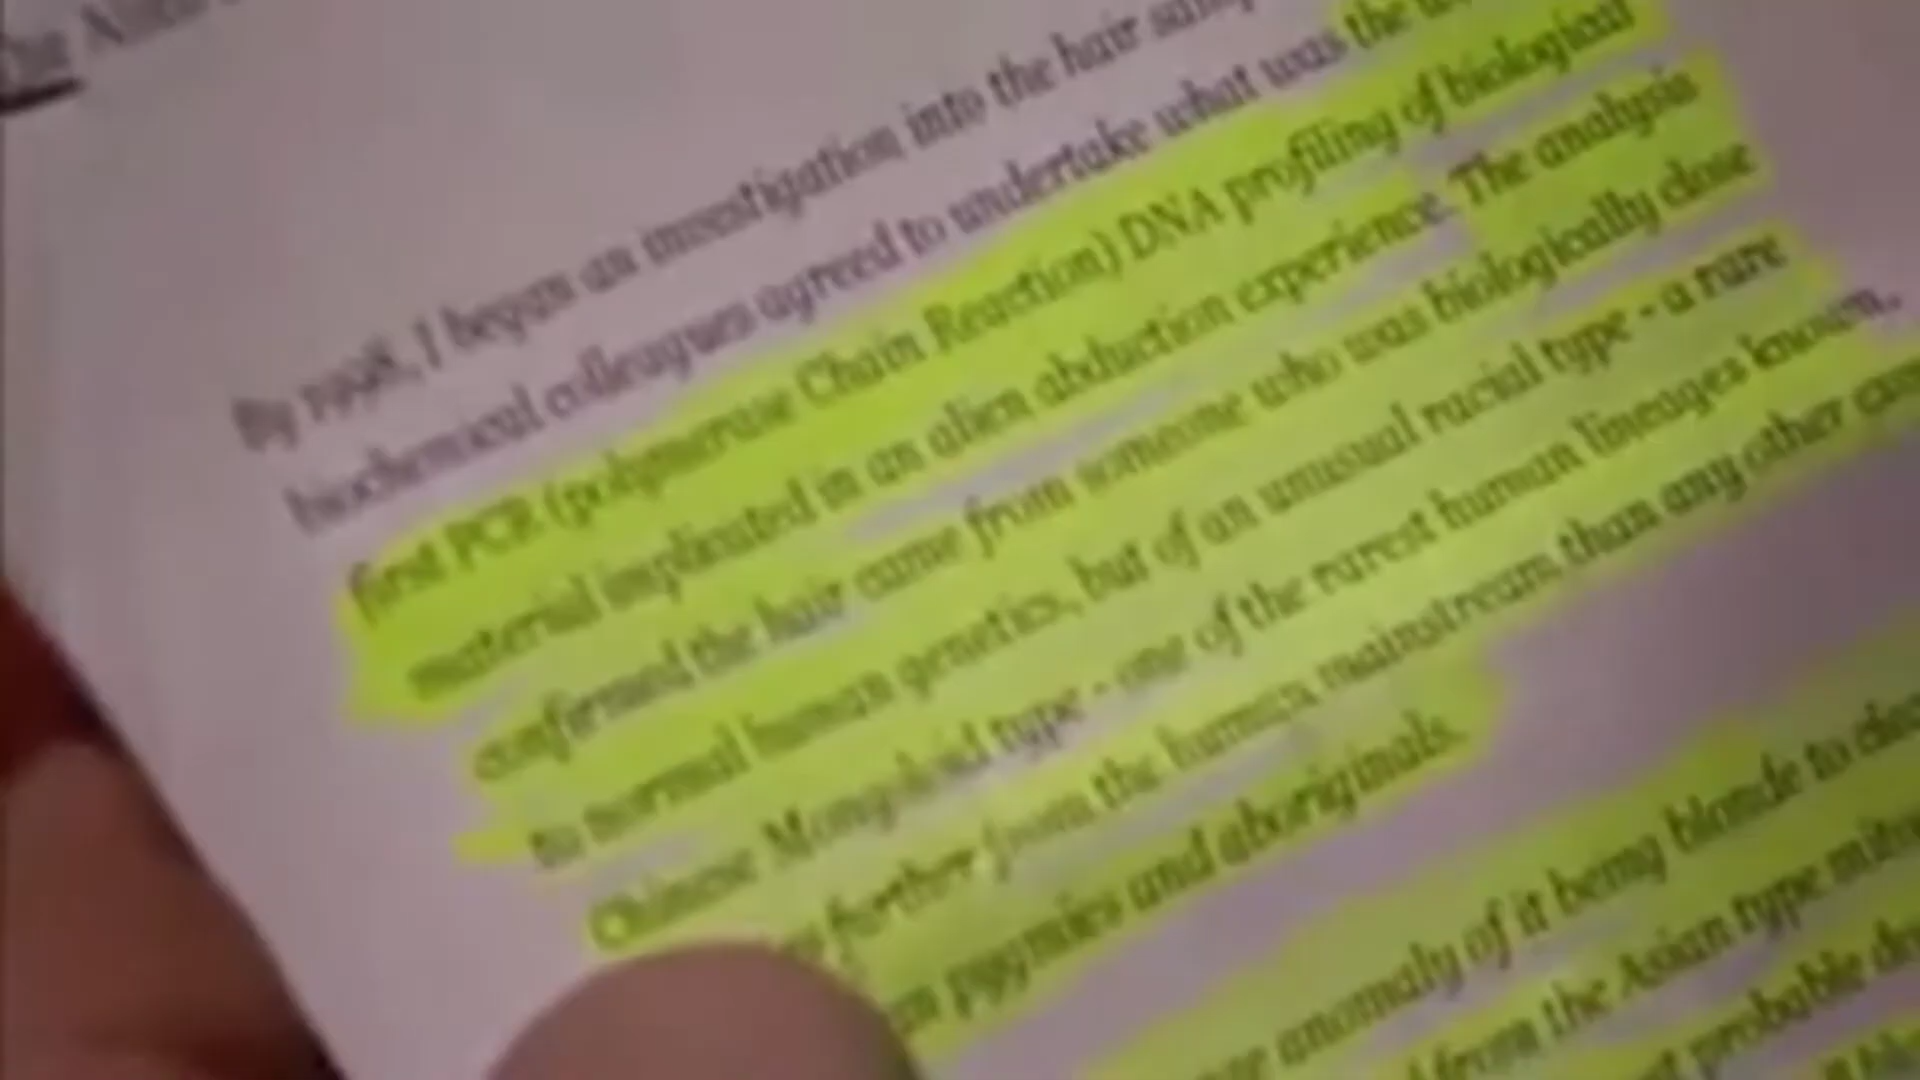 The Alien
By 1998, I began an investigation into the hair
biochemical colleagues agreed to undertake what was the
first PCR (polymerase Chain Reaction) DNA profiling of biological
material implicated in an alien abduction experience. The analysis
confirmed the hair came from someone who was biologically close
to normal human genetics, but of an unusual racial type - a rare
Chinese Mongoloid type - one of the rarest human lineages known,
further from the human mainstream than any other
pygmies and aboriginals.
anomaly of it being blonde to
from the Asian type
probable